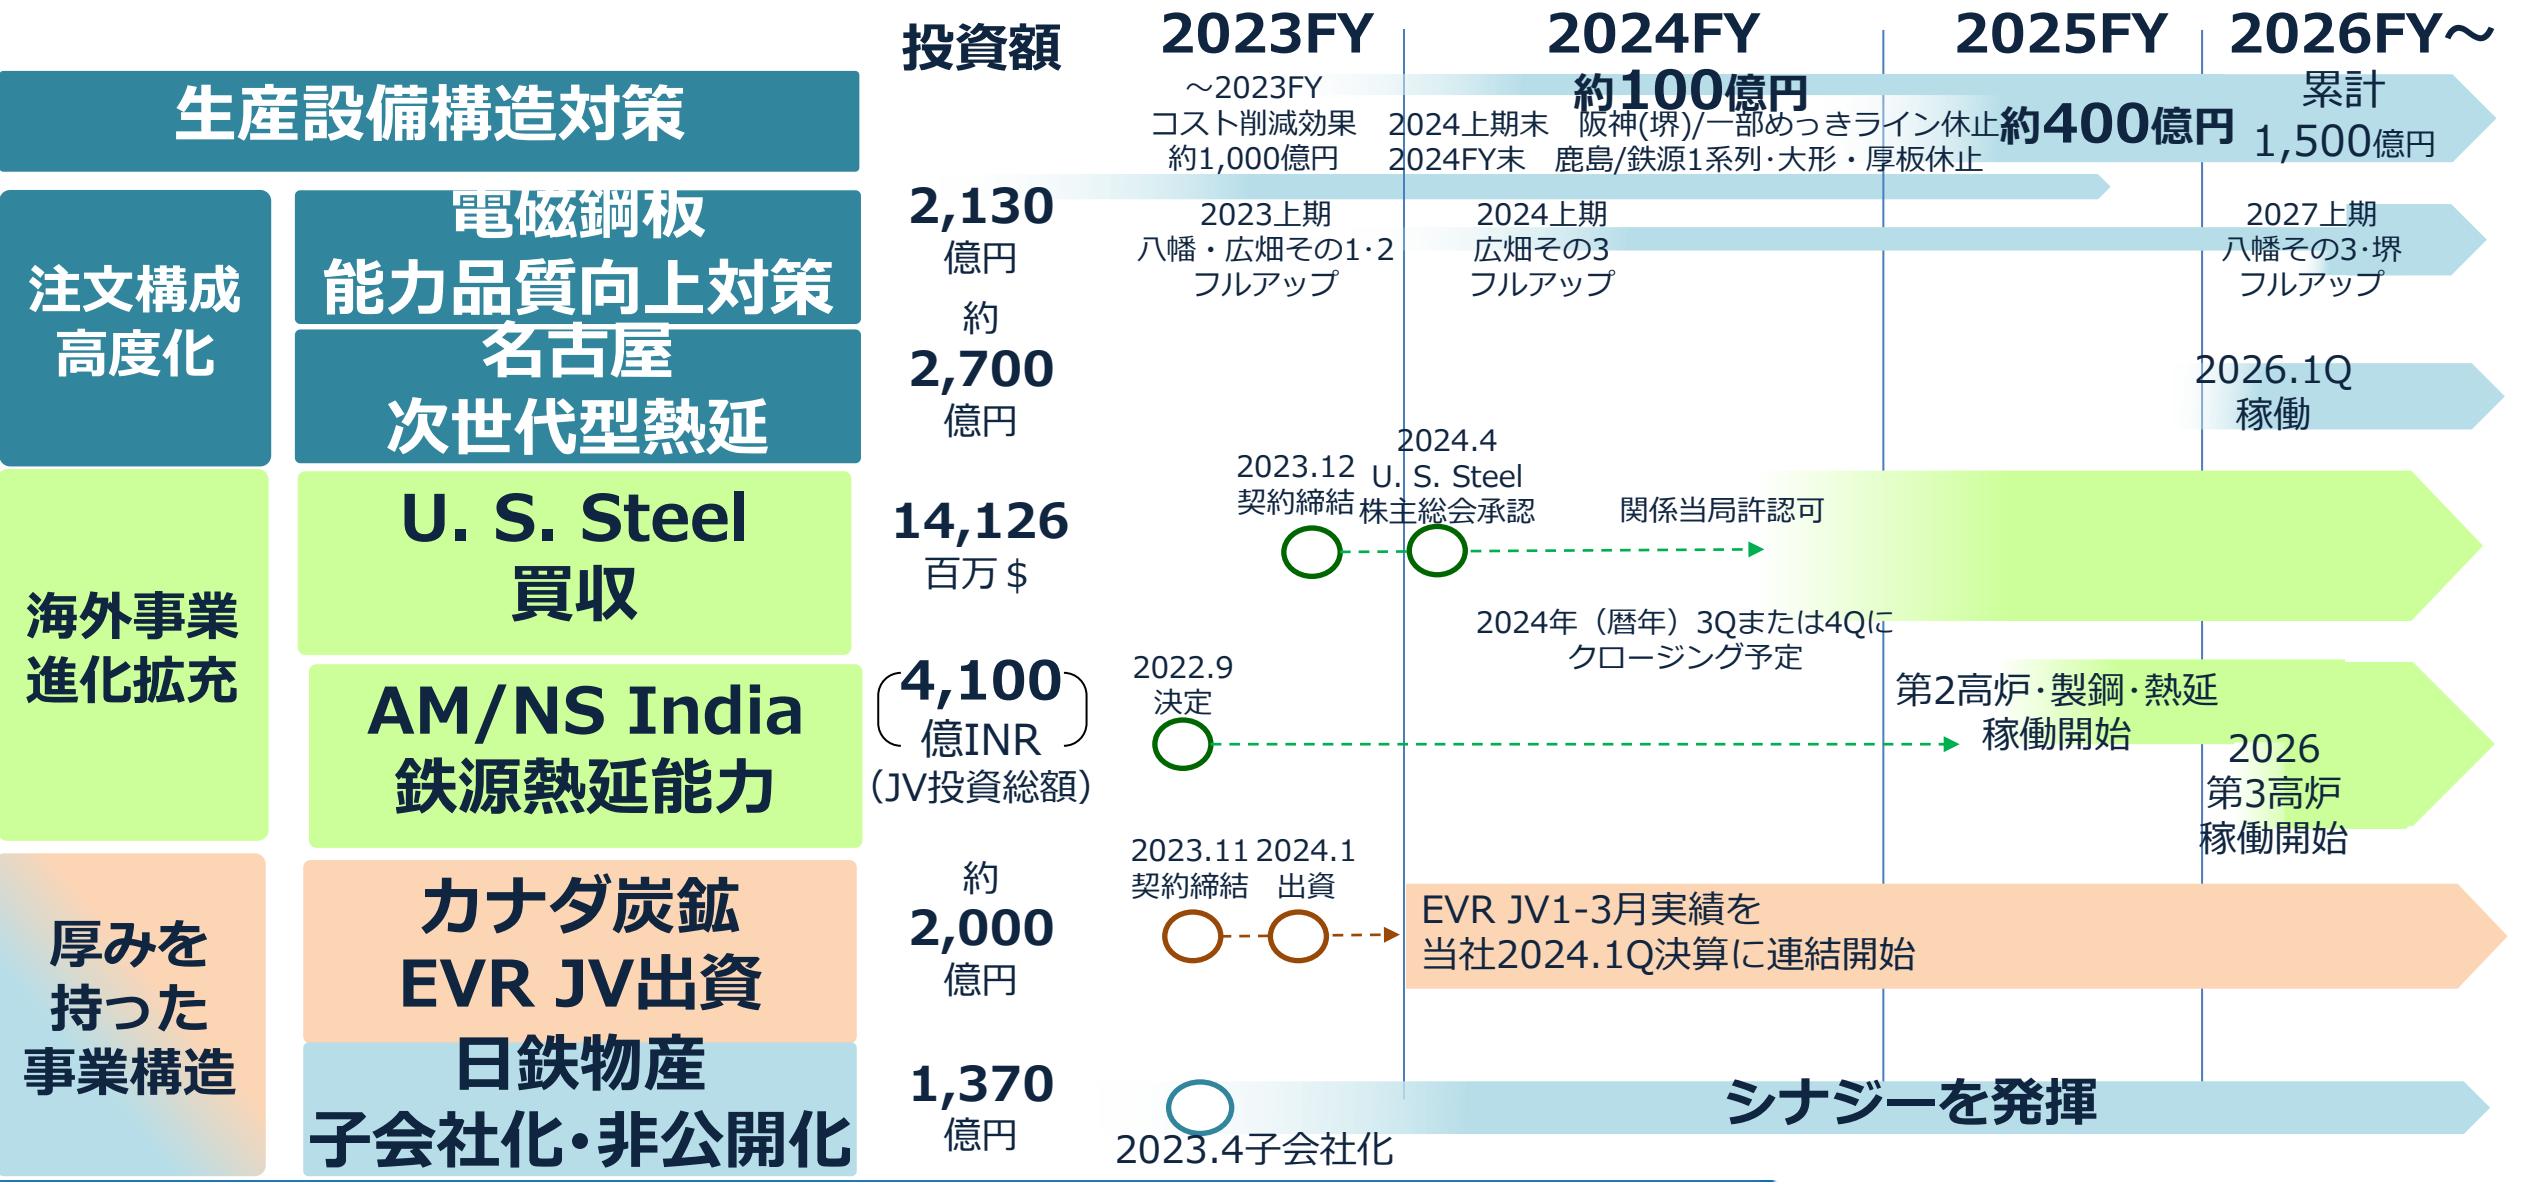 投資額
2023FY
2024FY
2025FY
2026FY～
生産設備構造対策
～2023FY
コスト削減効果
約1,000億円
約100億円
2024上期末　阪神(堺)/一部めっきライン休止
2024FY末　鹿島/鉄源1系列･大形・厚板休止
約400億円
累計
1,500億円
注文構成
高度化
電磁鋼板
能力品質向上対策
2,130
億円
2023上期
八幡・広畑その1･2
フルアップ
2024上期
広畑その3
フルアップ
2027上期
八幡その3･堺
フルアップ
名古屋
次世代型熱延
約
2,700
億円
2026.1Q
稼働
海外事業
進化拡充
U. S. Steel
買収
14,126
百万＄
2023.12
契約締結
2024.4
U. S. Steel
株主総会承認
関係当局許認可
2024年（暦年）3Qまたは4Qに
クロージング予定
AM/NS India
鉄源熱延能力
4,100
億INR
（JV投資総額）
2022.9
決定
第2高炉･製鋼･熱延
稼働開始
2026
第3高炉
稼働開始
厚みを
持った
事業構造
カナダ炭鉱
EVR JV出資
約
2,000
億円
2023.11
契約締結
2024.1
出資
EVR JV1-3月実績を
当社2024.1Q決算に連結開始
日鉄物産
子会社化･非公開化
1,370
億円
2023.4子会社化
シナジーを発揮